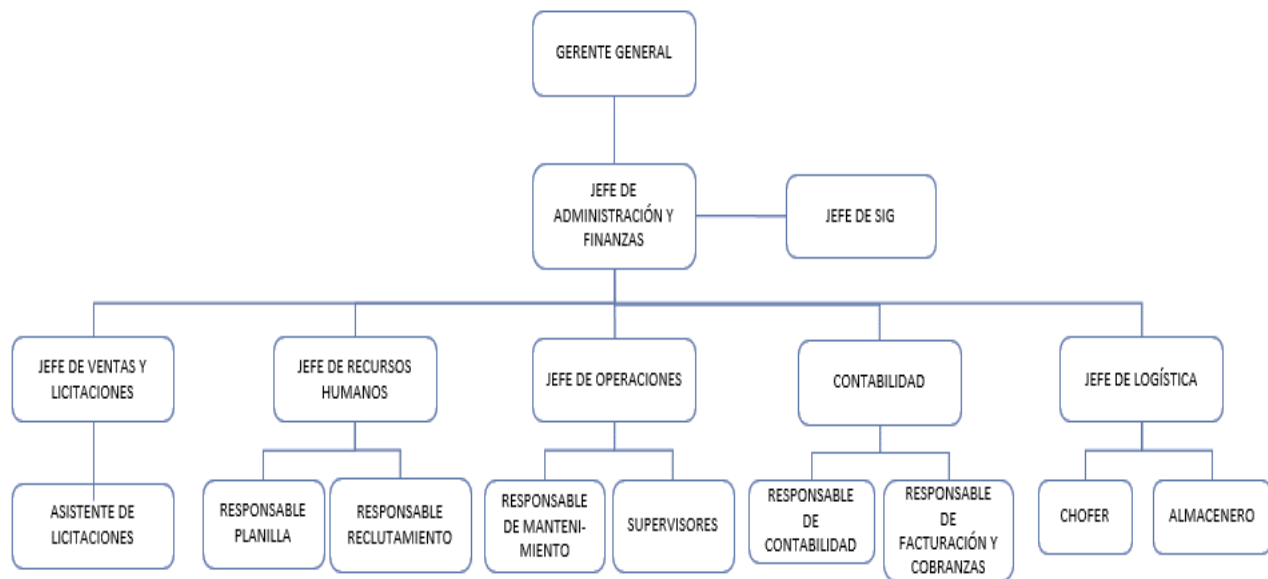 GERENTE GENERAL
JEFE DE
ADMINISTRACIÓN Y
FINANZAS
JEFE DE SIG
JEFE DE VENTAS Y
LICITACIONES
JEFE DE RECURSOS
HUMANOS
JEFE DE OPERACIONES
CONTABILIDAD
JEFE DE LOGÍSTICA
ASISTENTE DE
LICITACIONES
RESPONSABLE
PLANILLA
RESPONSABLE
RECLUTAMIENTO
RESPONSABLE
DE MANTENI-
MIENTO
SUPERVISORES
RESPONSABLE
DE
CONTABILIDAD
RESPONSABLE
DE
FACTURACIÓN Y
COBRANZAS
CHOFER
ALMACENERO